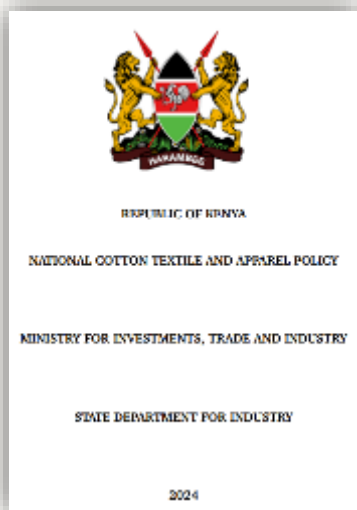 HARAMBEE
REPUBLIC OF KENYA
NATIONAL COTTON TEXTILE AND APPAREL POLICY
MINISTRY FOR INVESTMENTS, TRADE AND INDUSTRY
STATE DEPARTMENT FOR INDUSTRY
2024